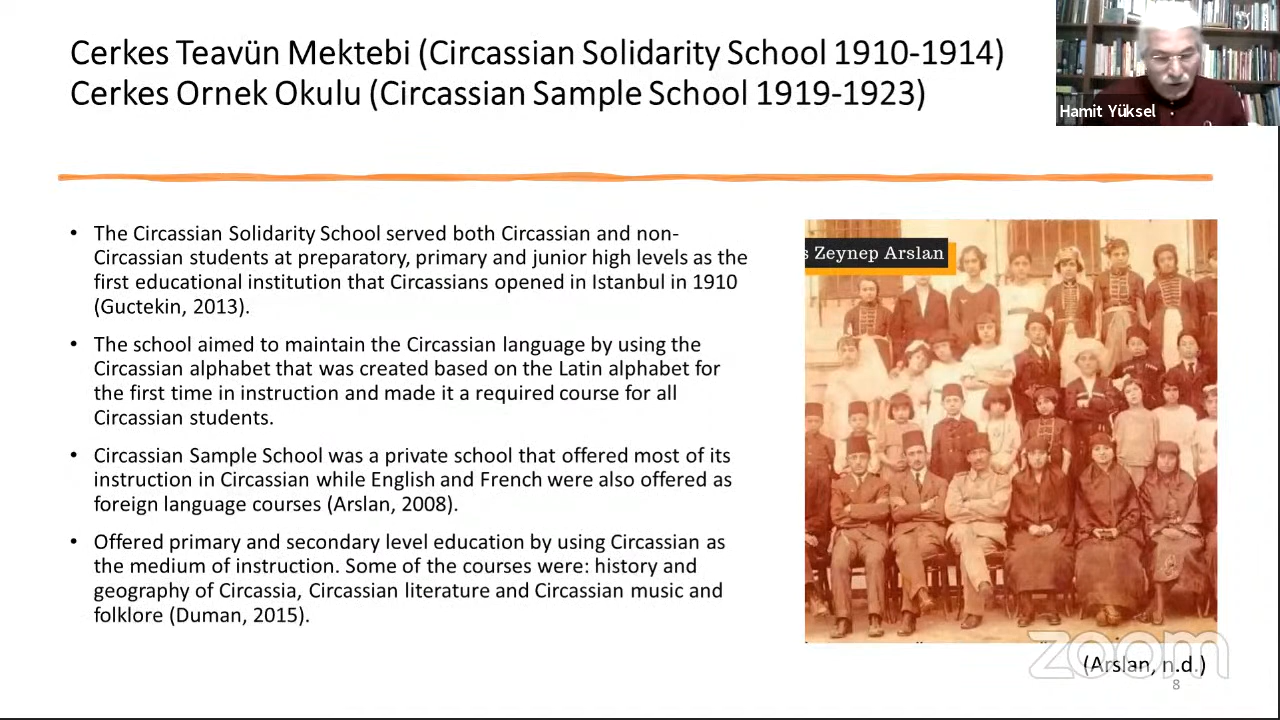 Cerkes Teavün Mektebi (Circassian Solidarity School 1910-1914)
Cerkes Ornek Okulu (Circassian Sample School 1919-1923)
Hamit Yüksel
• The Circassian Solidarity School served both Circassian and non-
Circassian students at preparatory, primary and junior high levels as the
first educational institution that Circassians opened in Istanbul in 1910
(Guctekin, 2013).
• The school aimed to maintain the Circassian language by using the
Circassian alphabet that was created based on the Latin alphabet for
the first time in instruction and made it a required course for all
Circassian students.
• Circassian Sample School was a private school that offered most of its
instruction in Circassian while English and French were also offered as
foreign language courses (Arslan, 2008).
• Offered primary and secondary level education by using Circassian as
the medium of instruction. Some of the courses were: history and
geography of Circassia, Circassian literature and Circassian music and
folklore (Duman, 2015).
s Zeynep Arslan
zoom
(Arslan, n.d.)
8